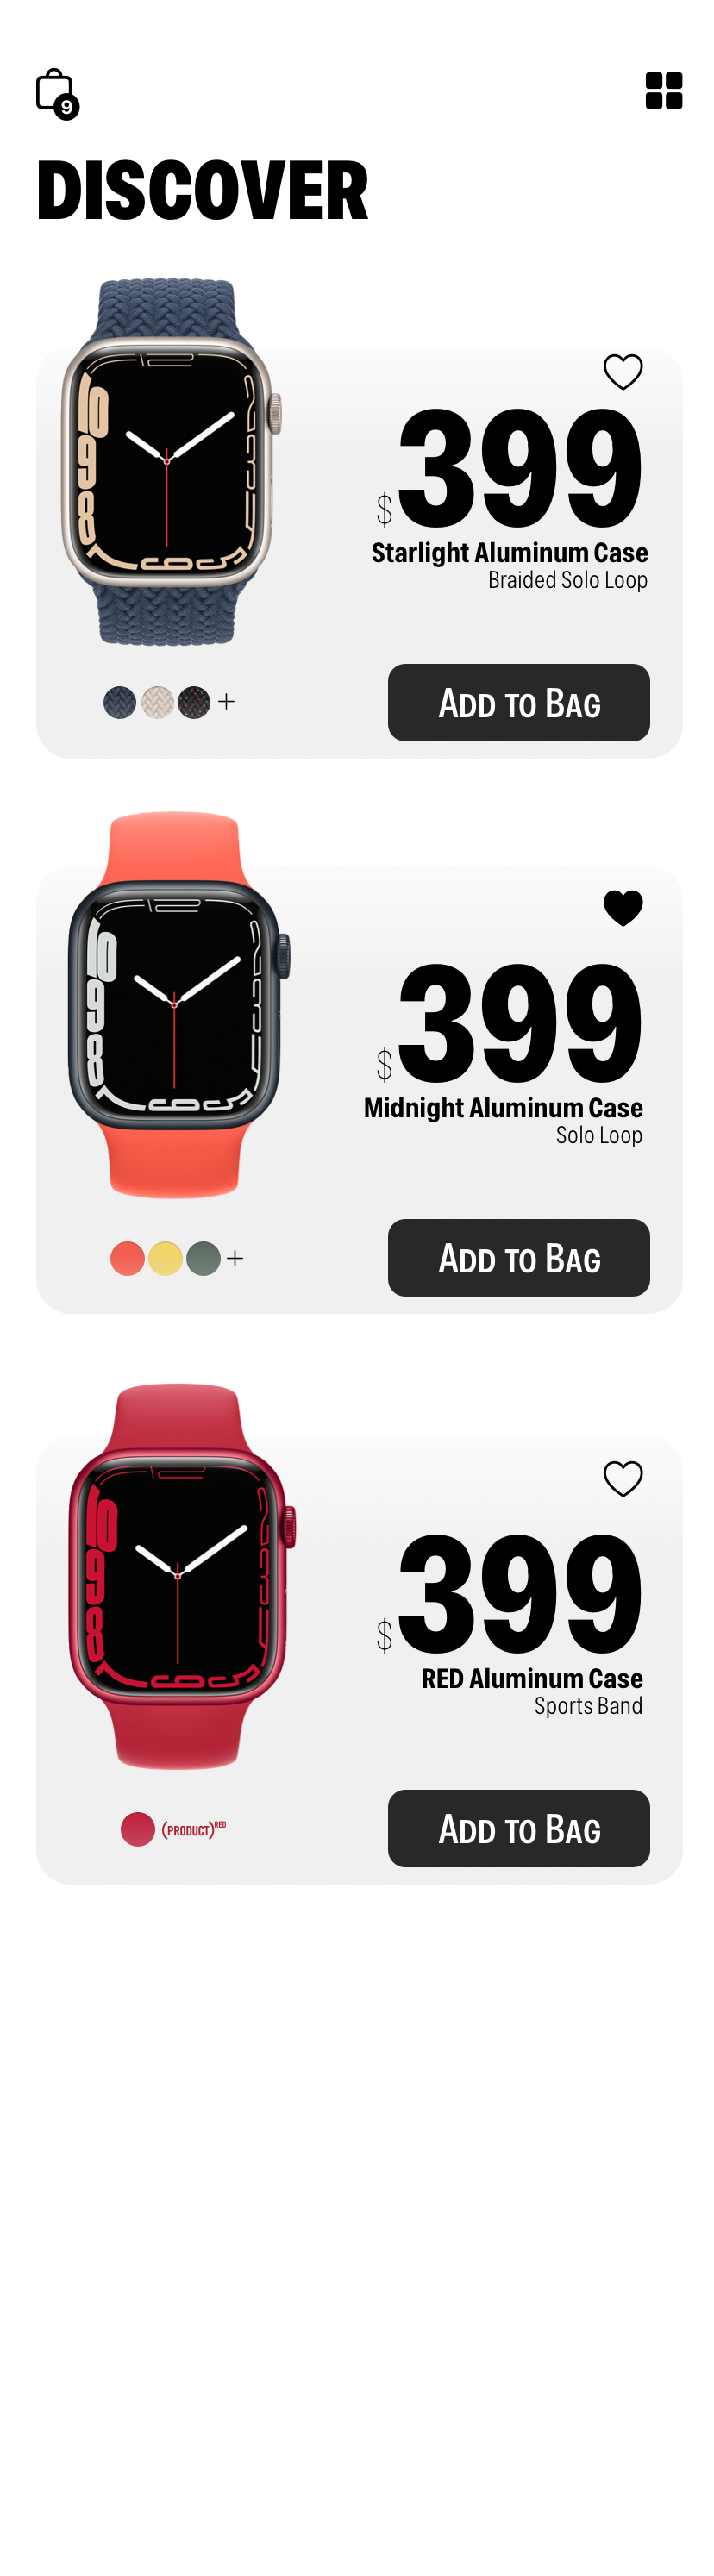 9
DISCOVER
$399
Starlight Aluminum Case
Braided Solo Loop
+
Add to Bag
$399
Midnight Aluminum Case
Solo Loop
+
Add to Bag
$399
RED Aluminum Case
Sports Band
(PRODUCT)RED
Add to Bag